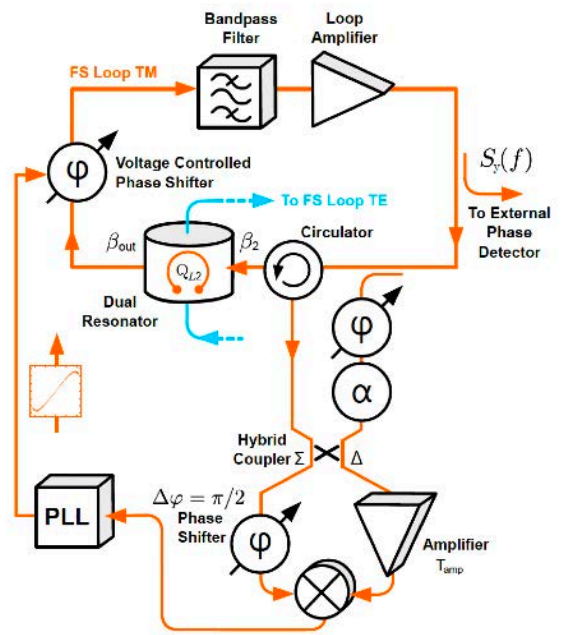 Bandpass
Filter
Loop
Amplifier
FS Loop TM
S_y(f)
φ
Voltage Controlled
Phase Shifter
To FS Loop TE
To External
Phase
Detector
β_out
β_2
Circulator
Q_L2
Dual
Resonator
φ
α
Hybrid
Coupler Σ
Δ
Δφ = π/2
Phase
Shifter
φ
PLL
Amplifier
T_amp